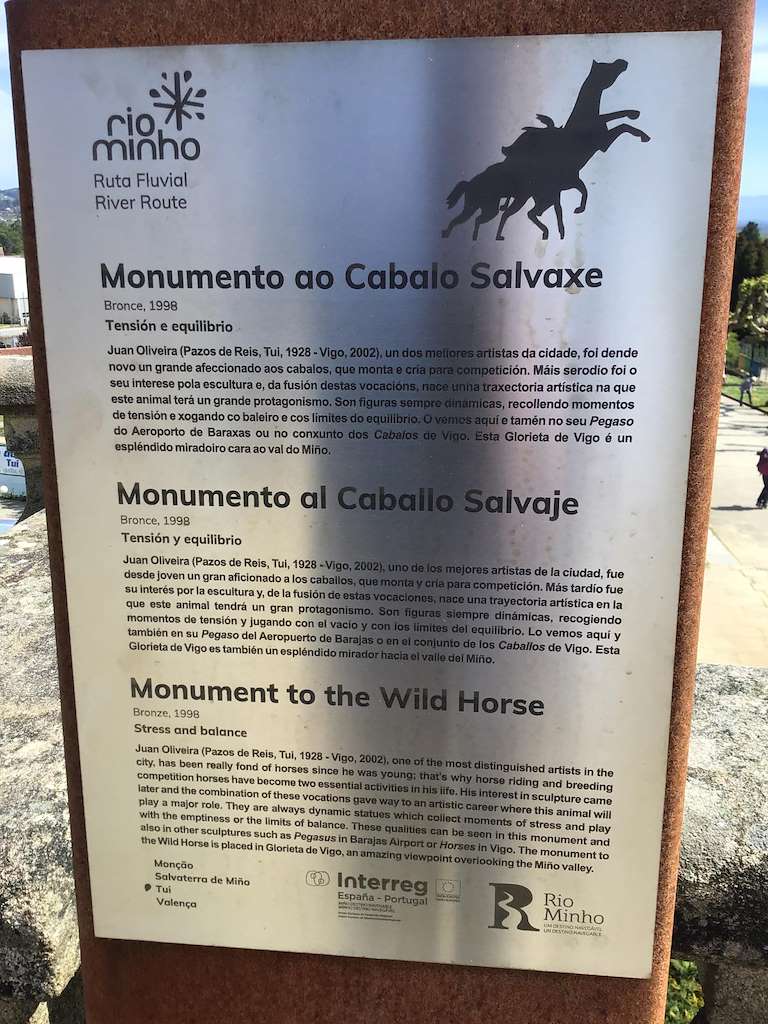 rio
minho
Ruta Fluvial
River Route
Monumento ao Cabalo Salvaxe
Bronce, 1998
Tensión e equilibrio
Juan Oliveira (Pazos de Reis, Tui, 1928 - Vigo, 2002), un dos mellores artistas da cidade, foi dende
novo un grande afeccionado aos cabalos, que monta e cría para competición. Máis serodio foi o
seu interese pola escultura e, da fusión destas vocacións, nace unha traxectoria artística na que
este animal terá un grande protagonismo. Son figuras sempre dinámicas, recollendo momentos
de tensión e xogando co baleiro e cos límites do equilibrio. O vemos aquí e tamén no seu Pegaso
do Aeroporto de Baraxas ou no conxunto dos Cabalos de Vigo. Esta Glorieta de Vigo é un
espléndido miradoiro cara ao val do Miño.
Monumento al Caballo Salvaje
Bronce, 1998
Tensión y equilibrio
Juan Oliveira (Pazos de Reis, Tui, 1928 - Vigo, 2002), uno de los mejores artistas de la ciudad, fue
desde joven un gran aficionado a los caballos, que monta y cría para competición. Más tardío fue
su interés por la escultura y, de la fusión de estas vocaciones, nace una trayectoria artística en la
que este animal tendrá un gran protagonismo. Son figuras siempre dinámicas, recogiendo
momentos de tensión y jugando con el vacío y con los límites del equilibrio. Lo vemos aquí y
también en su Pegaso del Aeropuerto de Barajas o en el conjunto de los Caballos de Vigo. Esta
Glorieta de Vigo es también un espléndido mirador hacia el valle del Miño.
Monument to the Wild Horse
Bronze, 1998
Stress and balance
Juan Oliveira (Pazos de Reis, Tui, 1928 - Vigo, 2002), one of the most distinguished artists in the
city, has been really fond of horses since he was young; that's why horse riding and breeding
competition horses have become two essential activities in his life. His interest in sculpture came
later and the combination of these vocations gave way to an artistic career where this animal will
play a major role. They are always dynamic statues which collect moments of stress and play
with the emptiness or the limits of balance. These qualities can be seen in this monument and
also in other sculptures such as Pegasus in Barajas Airport or Horses in Vigo. The monument to
the Wild Horse is placed in Glorieta de Vigo, an amazing viewpoint overlooking the Miño valley.
Monção
Salvaterra de Miña
Tui
Valença
Interreg
España - Portugal
Rio
Minho
UM DESTINO NAVEGÁVEL
UN DESTINO NAVEGABLE
Tui